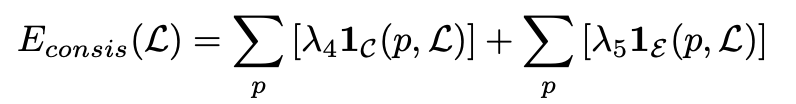 E_{consis}(\mathcal{L}) = \sum_{p} [\lambda_4 \mathbf{1}_{\mathcal{C}}(p, \mathcal{L})] + \sum_{p} [\lambda_5 \mathbf{1}_{\mathcal{E}}(p, \mathcal{L})]